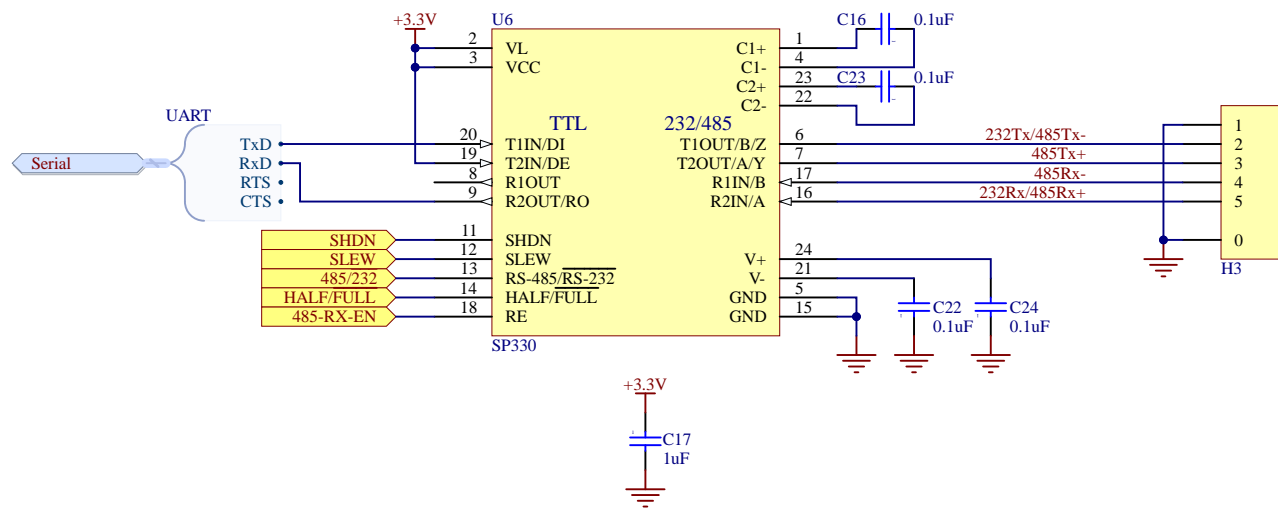 +3.3V
U6
C16
0.1uF
2
VL
C1+
1
3
VCC
C1-
4
C23
0.1uF
C2+
23
C2-
22
UART
TTL
232/485
TxD
20
T1IN/DI
T1OUT/B/Z
6
232Tx/485Tx-
Serial
RxD
19
T2IN/DE
T2OUT/A/Y
7
485Tx+
RTS
8
R1OUT
R1IN/B
17
485Rx-
CTS
9
R2OUT/RO
R2IN/A
16
232Rx/485Rx+
1
2
3
4
5
0
H3
SHDN
11
SHDN
SLEW
12
SLEW
485/232
13
RS-485/RS-232
HALF/FULL
14
HALF/FULL
485-RX-EN
18
RE
V+
24
V-
21
GND
5
GND
15
SP330
C22
0.1uF
C24
0.1uF
+3.3V
C17
1uF